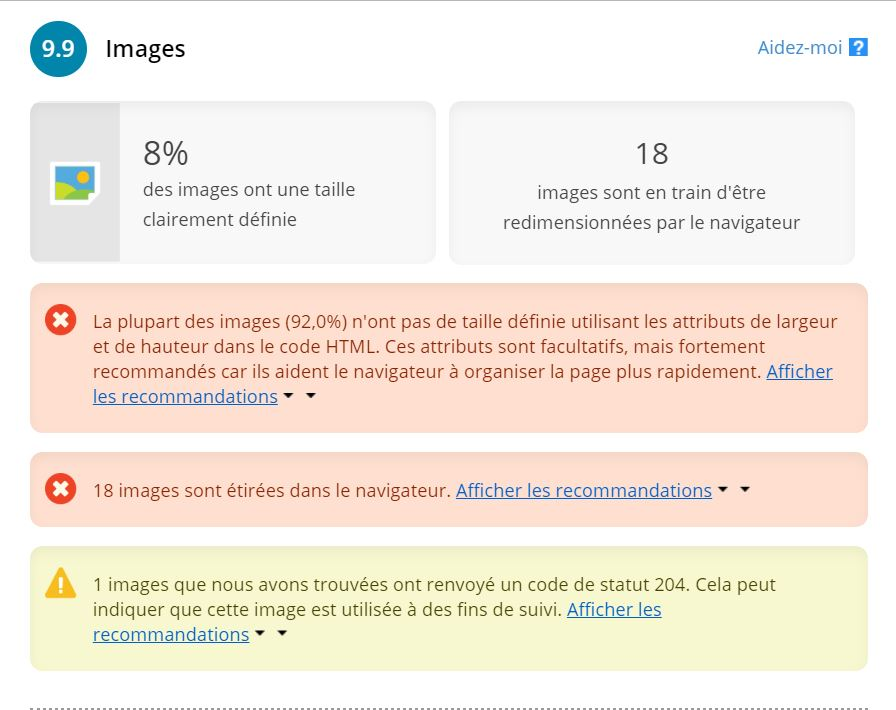 9.9 Images
Aidez-moi ?
8%
des images ont une taille
clairement définie
18
images sont en train d'être
redimensionnées par le navigateur
La plupart des images (92,0%) n'ont pas de taille définie utilisant les attributs de largeur
et de hauteur dans le code HTML. Ces attributs sont facultatifs, mais fortement
recommandés car ils aident le navigateur à organiser la page plus rapidement. Afficher
les recommandations
18 images sont étirées dans le navigateur. Afficher les recommandations
1 images que nous avons trouvées ont renvoyé un code de statut 204. Cela peut
indiquer que cette image est utilisée à des fins de suivi. Afficher les
recommandations